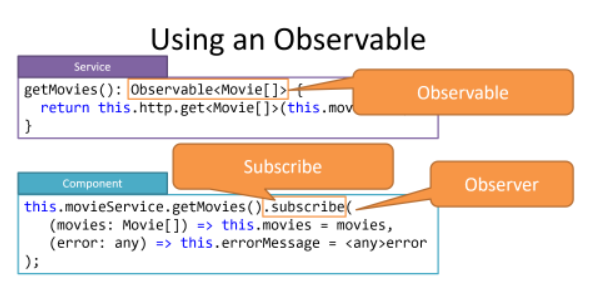 Using an Observable
Service
getMovies(): Observable<Movie[]> {
return this.http.get<Movie[]>(this.mov
}
Observable
Subscribe
Component
Observer
this.movieService.getMovies().subscribe(
(movies: Movie[]) => this.movies = movies,
(error: any) => this.errorMessage = <any>error
);